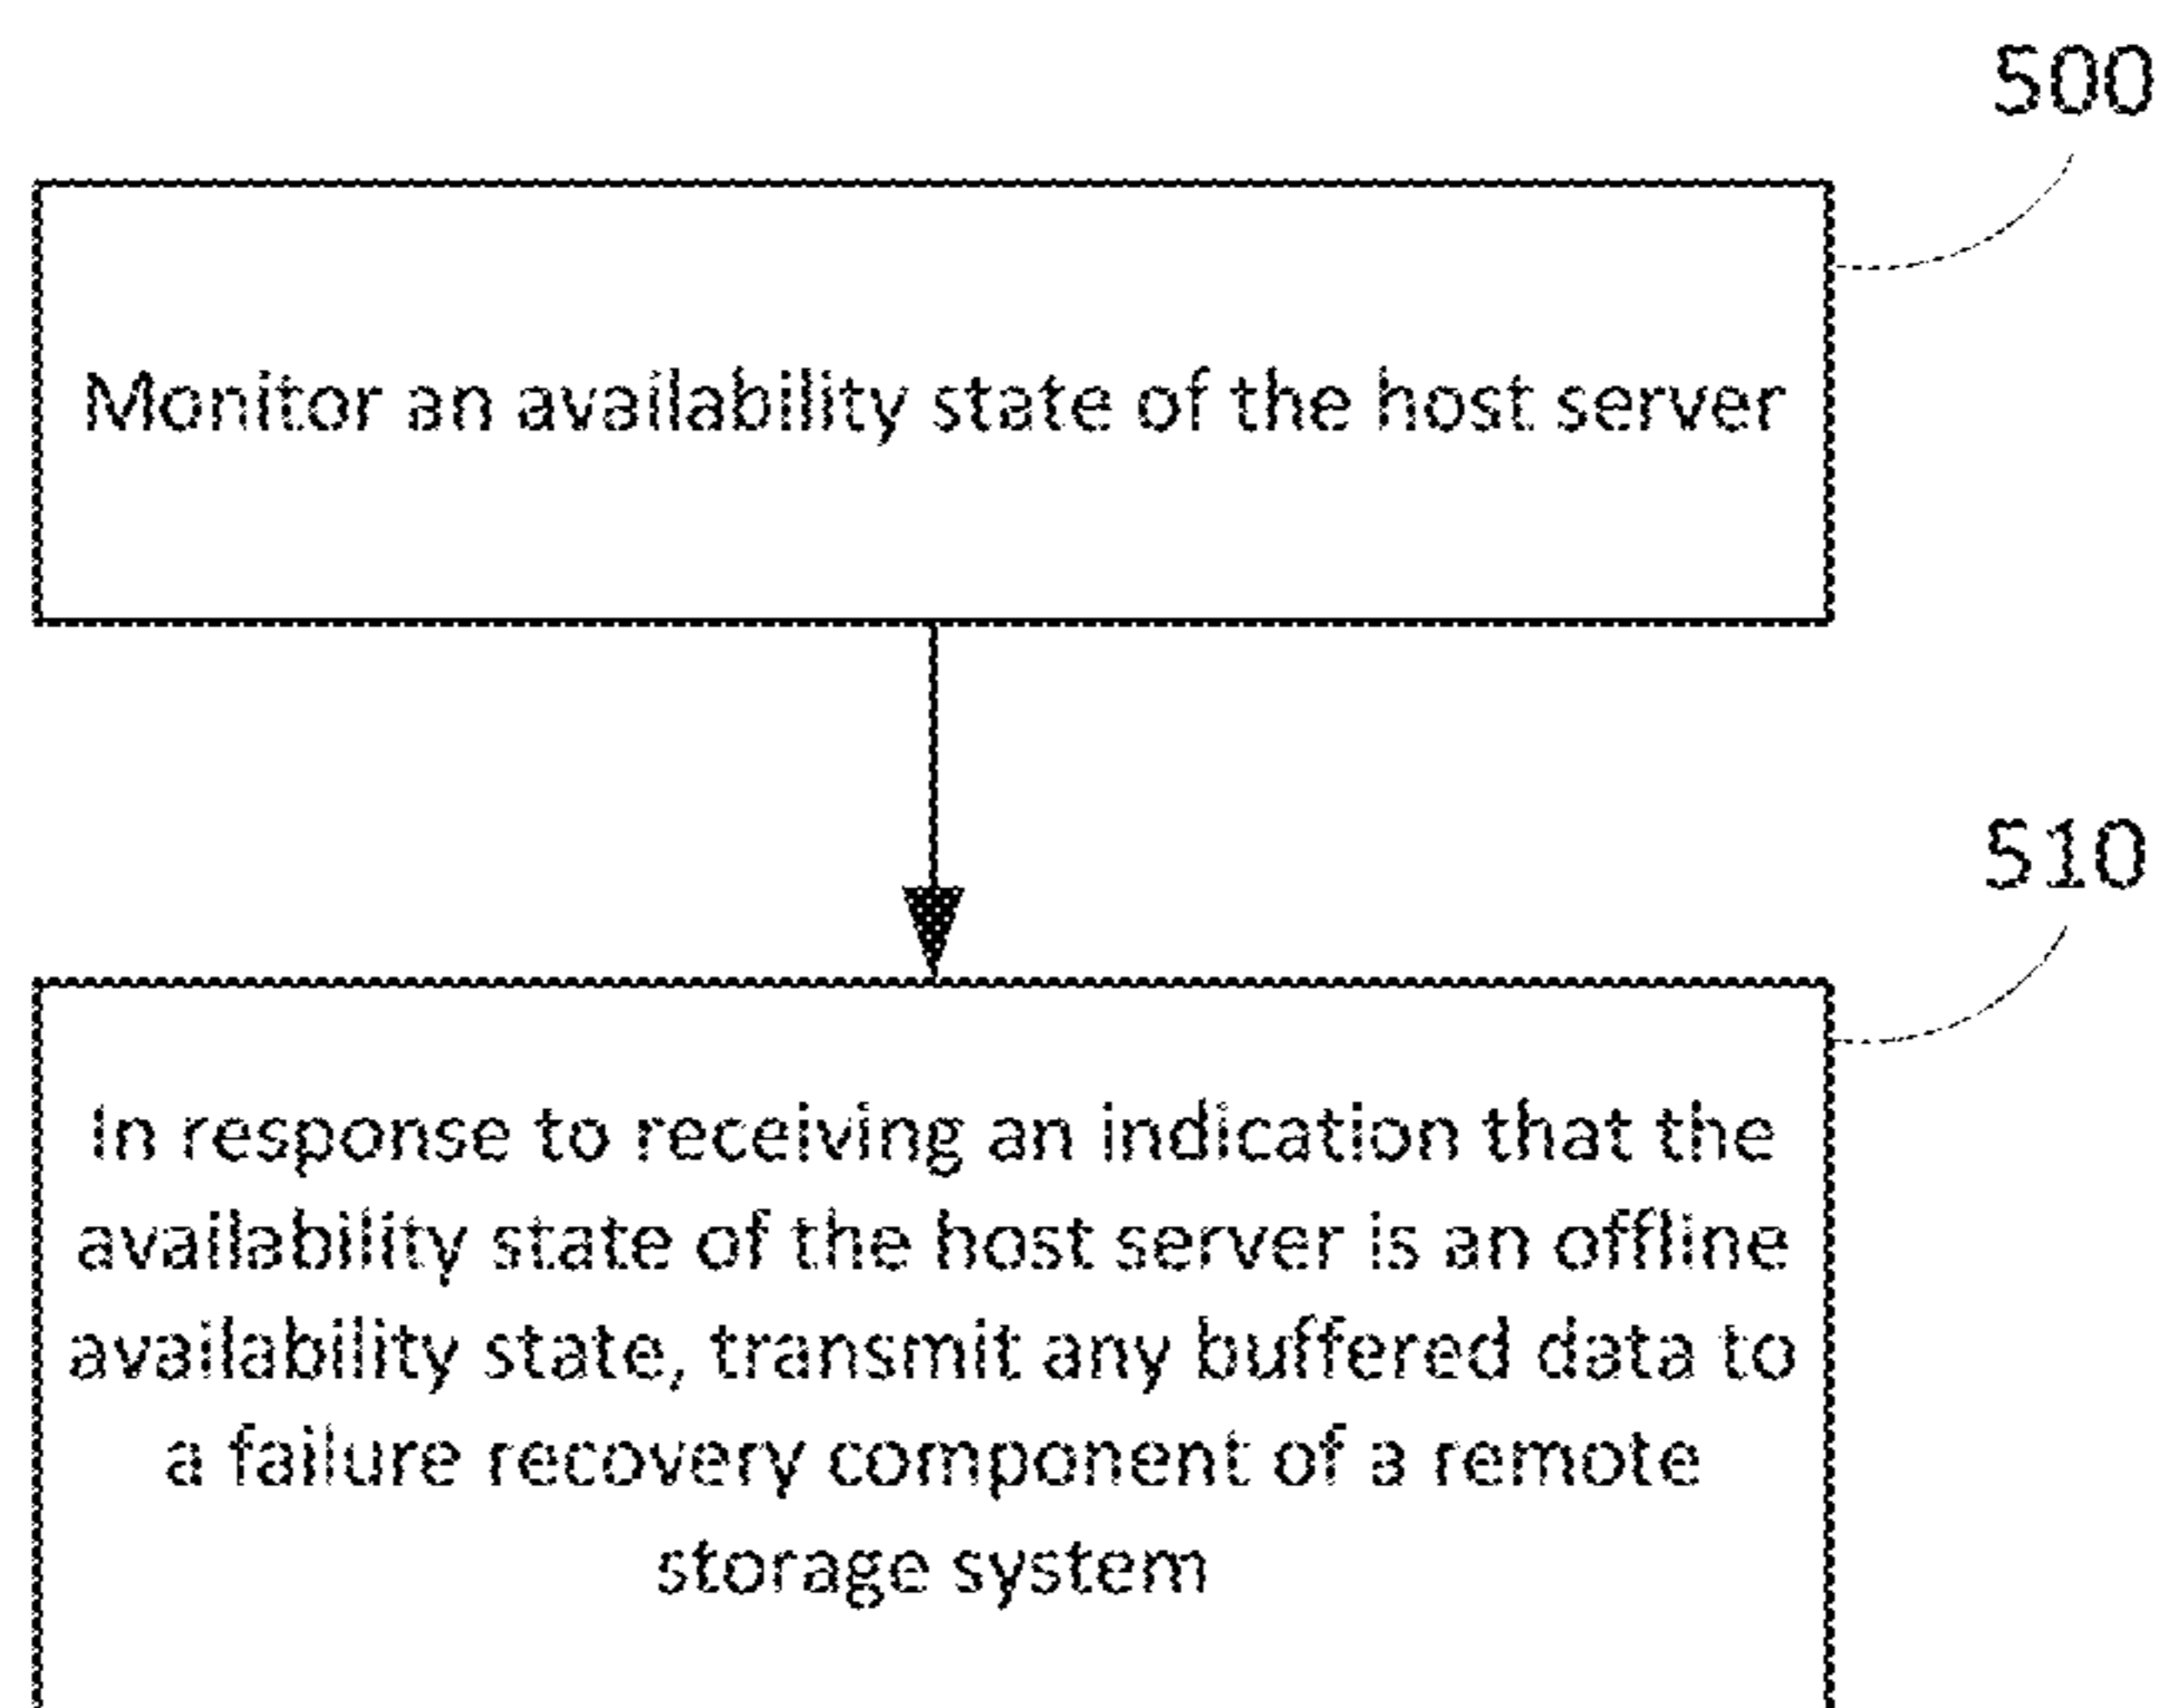 500
Monitor an availability state of the host server
510
In response to receiving an indication that the
availability state of the host server is an offline
availability state, transmit any buffered data to
a failure recovery component of a remote
storage system